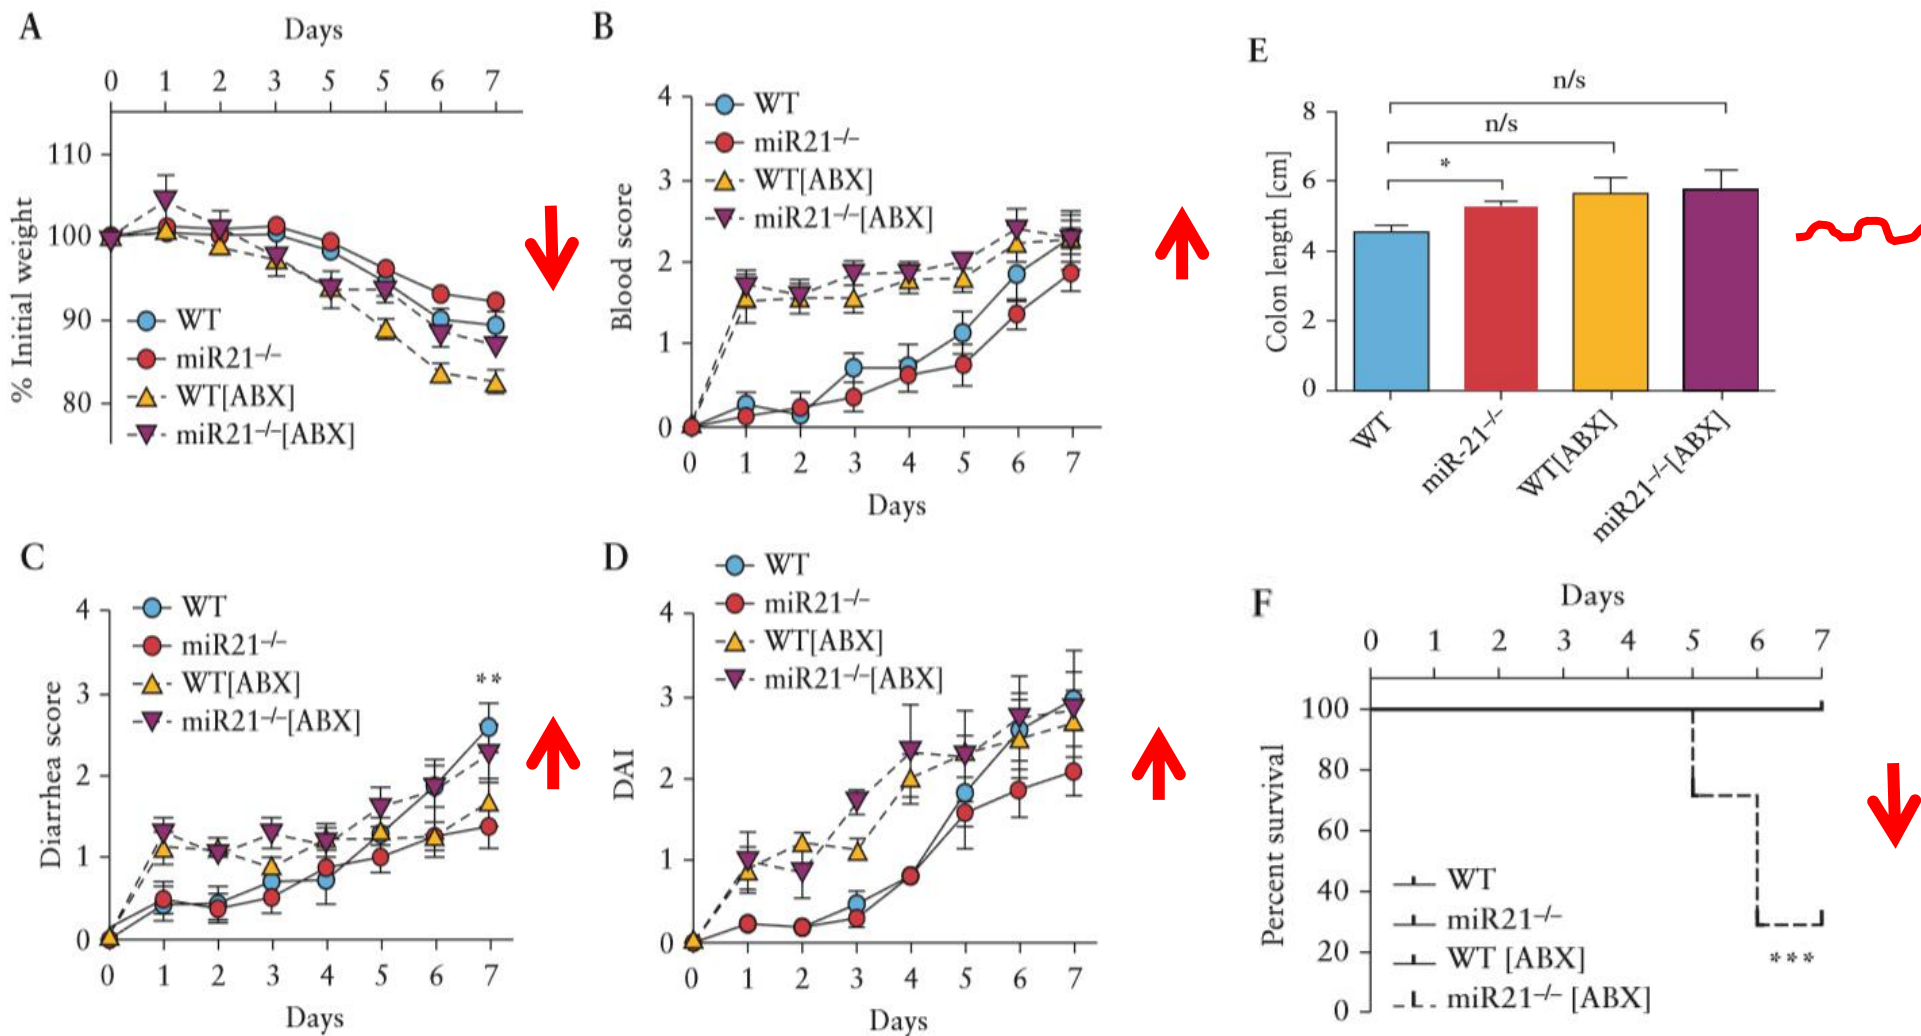 A
Days
0 1 2 3 5 5 6 7
110
100
90
80
% Initial weight
WT
miR21–/–
WT[ABX]
miR21–/–[ABX]
B
4
3
2
1
0
Blood score
WT
miR21–/–
WT[ABX]
miR21–/–[ABX]
0 1 2 3 4 5 6 7
Days
E
n/s
n/s
*
8
6
4
2
0
Colon length [cm]
WT
miR-21–/–
WT[ABX]
miR21–/–[ABX]
C
4
3
2
1
0
Diarrhea score
WT
miR21–/–
WT[ABX]
miR21–/–[ABX]
**
0 1 2 3 4 5 6 7
Days
D
4
3
2
1
0
DAI
WT
miR21–/–
WT[ABX]
miR21–/–[ABX]
0 1 2 3 4 5 6 7
Days
F
Days
0 1 2 3 4 5 6 7
100
80
60
40
20
0
Percent survival
WT
miR21–/–
WT [ABX]
miR21–/– [ABX]
***